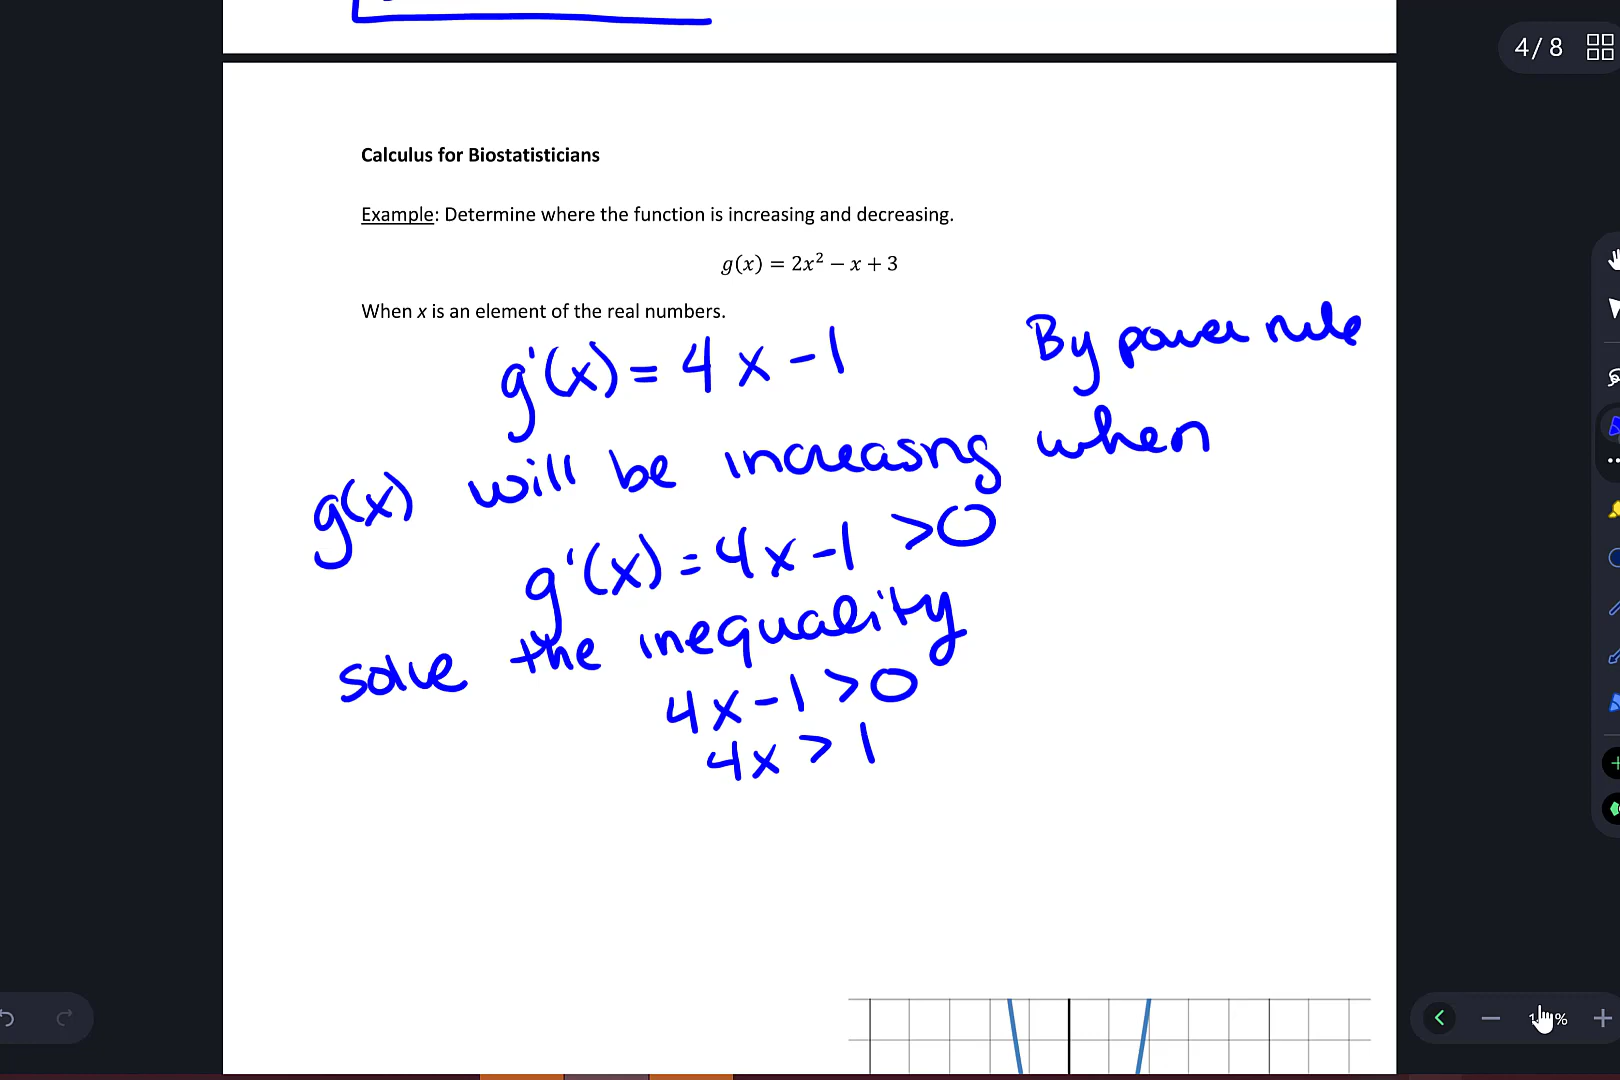 4/8
Calculus for Biostatisticians
Example: Determine where the function is increasing and decreasing.
g(x) = 2x² − x + 3
When x is an element of the real numbers.
g'(x) = 4x − 1 By power rule
g(x) will be increasing when
g'(x) = 4x − 1 > 0
solve the inequality
4x − 1 > 0
4x > 1